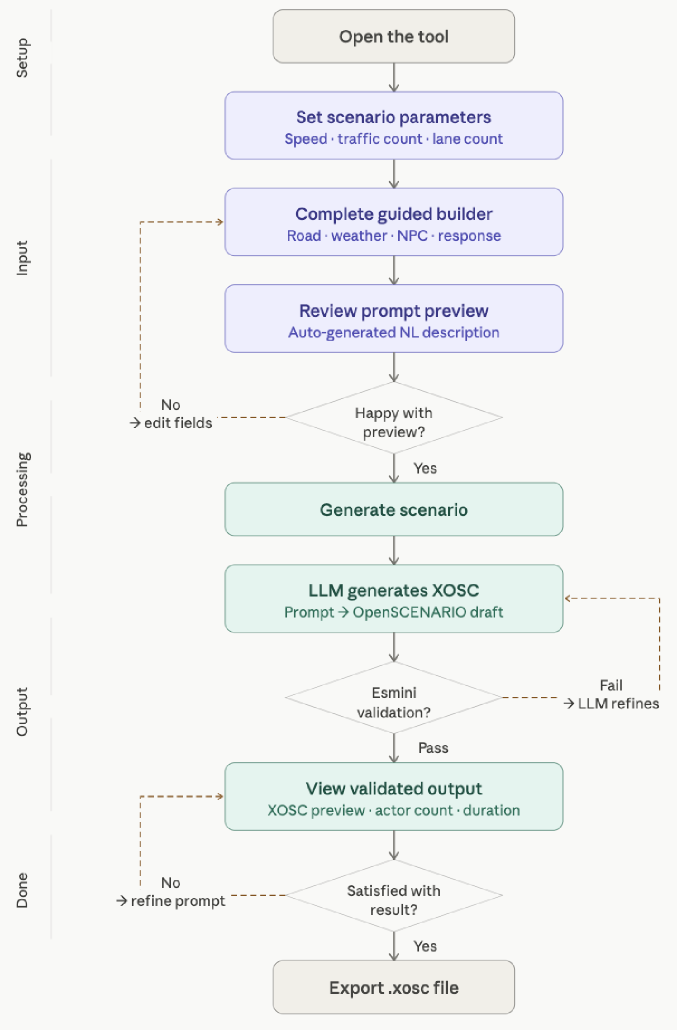 Setup
Open the tool
Set scenario parameters
Speed · traffic count · lane count
Input
Complete guided builder
Road · weather · NPC · response
Review prompt preview
Auto-generated NL description
Happy with
preview?
No
→ edit fields
Yes
Processing
Generate scenario
LLM generates XOSC
Prompt → OpenSCENARIO draft
Esmini
validation?
Fail
→ LLM refines
Pass
Output
View validated output
XOSC preview · actor count · duration
Done
Satisfied with
result?
No
→ refine prompt
Yes
Export .xosc file